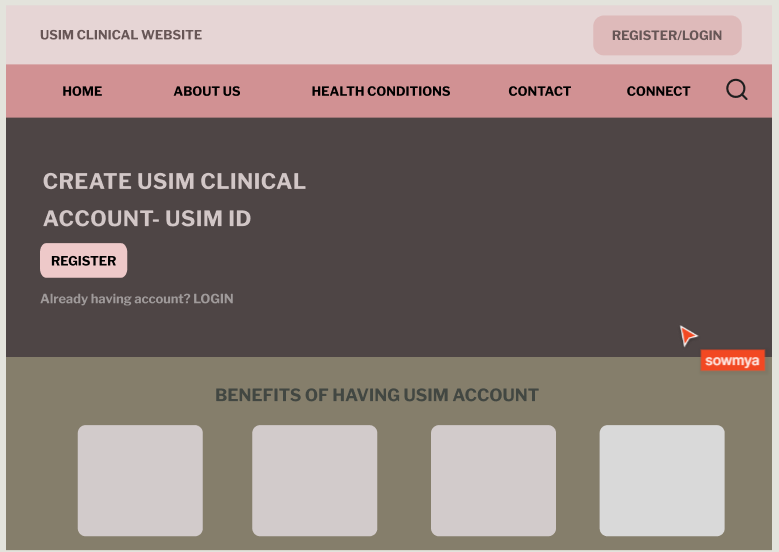 USIM CLINICAL WEBSITE
REGISTER/LOGIN
HOME ABOUT US HEALTH CONDITIONS CONTACT CONNECT
CREATE USIM CLINICAL
ACCOUNT- USIM ID
REGISTER
Already having account? LOGIN
sowmya
BENEFITS OF HAVING USIM ACCOUNT